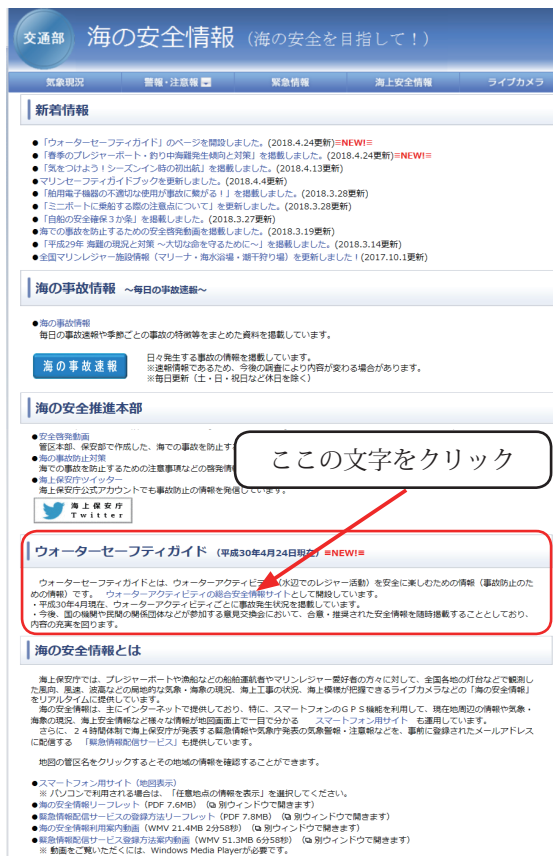 交通部 海の安全情報（海の安全を目指して！）
気象現況 警報・注意報 緊急情報 海上安全情報 ライブカメラ
新着情報
●「ウォーターセーフティガイド」のページを開設しました。(2018.4.24更新)≡NEW!≡
●「春季のプレジャーボート・釣り中海難発生傾向と対策」を掲載しました。(2018.4.24更新)≡NEW!≡
●「気をつけよう！シーズンイン時の初出航」を掲載しました。(2018.4.13更新)
●マリンセーフティガイドブックを更新しました。(2018.4.4更新)
●「舶用電子機器の不適切な使用が事故に繋がる！」を掲載しました。(2018.3.28更新)
●「ミニボートに乗船する際の注意点について」を更新しました。(2018.3.28更新)
●「自船の安全確保３か条」を掲載しました。(2018.3.27更新)
●海での事故を防止するための安全啓発動画を掲載しました。(2018.3.19更新)
●「平成29年 海難の現況と対策 ～大切な命を守るために～」を掲載しました。(2018.3.14更新)
●全国マリンレジャー施設情報（マリーナ・海水浴場・潮干狩り場）を更新しました！(2017.10.1更新)
海の事故情報 ～毎日の事故速報～
●海の事故情報
毎日の事故速報や季節ごとの事故の特徴等をまとめた資料を掲載しています。
海の事故速報
日々発生する事故の情報を掲載しています。
※速報情報であるため、今後の調査により内容が変わる場合があります。
※毎日更新（土・日・祝日など休日を除く）
海の安全推進本部
●安全啓発動画
管区本部、保安部で作成した、海での事故を防止す
●海の事故防止対策
海での事故を防止するための注意事項などの啓発情
●海上保安庁ツイッター
海上保安庁公式アカウントでも事故防止の情報を発信しています。
海上保安庁
Twitter
ここの文字をクリック
ウォーターセーフティガイド （平成30年4月24日現在）≡NEW!≡
ウォーターセーフティガイドとは、ウォーターアクティビティ（水辺でのレジャー活動）を安全に楽しむための情報（事故防止のた
めの情報）です。 ウォーターアクティビティの総合安全情報サイトとして開設しています。
・平成30年4月現在、ウォーターアクティビティごとに事故発生状況を掲載しています。
・今後、国の機関や民間の関係団体などが参加する意見交換会において、合意・推奨された安全情報を随時掲載することとしており、
内容の充実を図ります。
海の安全情報とは
海上保安庁では、プレジャーボートや漁船などの船舶運航者やマリンレジャー愛好者の方々に対して、全国各地の灯台などで観測し
た風向、風速、波高などの局地的な気象・海象の現況、海上工事の状況、海上模様が把握できるライブカメラなどの「海の安全情報」
をリアルタイムに提供しています。
海の安全情報は、主にインターネットで提供しており、特に、スマートフォンのＧＰＳ機能を利用して、現在地周辺の情報や気象・
海象の現況、海上安全情報など様々な情報が地図画面上で一目で分かる スマートフォン用サイト も運用しています。
さらに、２４時間体制で海上保安庁が発表する緊急情報や気象庁発表の気象警報・注意報などを、事前に登録されたメールアドレス
に配信する 「緊急情報配信サービス」も提供しています。
地図の管区名をクリックするとその地域の情報を確認することができます。
●スマートフォン用サイト（地図表示）
※ パソコンで利用される場合は、「任意地点の情報を表示」を選択してください。
●海の安全情報リーフレット（PDF 7.6MB）（別ウィンドウで開きます）
●緊急情報配信サービスの登録方法リーフレット（PDF 7.8MB）（別ウィンドウで開きます）
●海の安全情報利用案内動画（WMV 21.4MB 2分58秒）（別ウィンドウで開きます）
●緊急情報配信サービス登録方法案内動画（WMV 51.3MB 6分58秒）（別ウィンドウで開きます）
※ 動画をご覧いただくには、Windows Media Playerが必要です。